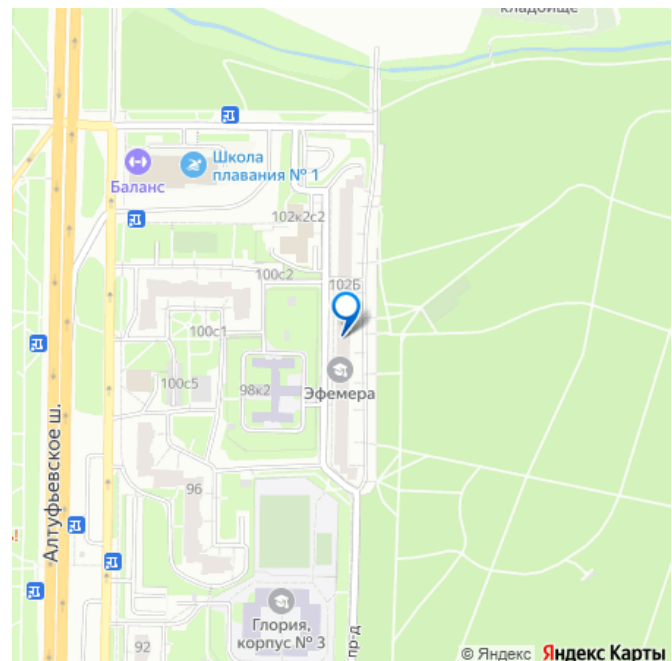 кладбище
Школа
плавания № 1
Баланс
102к2с2
100с2
102Б
100с1
100с5
98к2
Эфемера
Алтуфьевское ш.
96
Глория,
корпус № 3
92
пр-д
© Яндекс Яндекс Карты